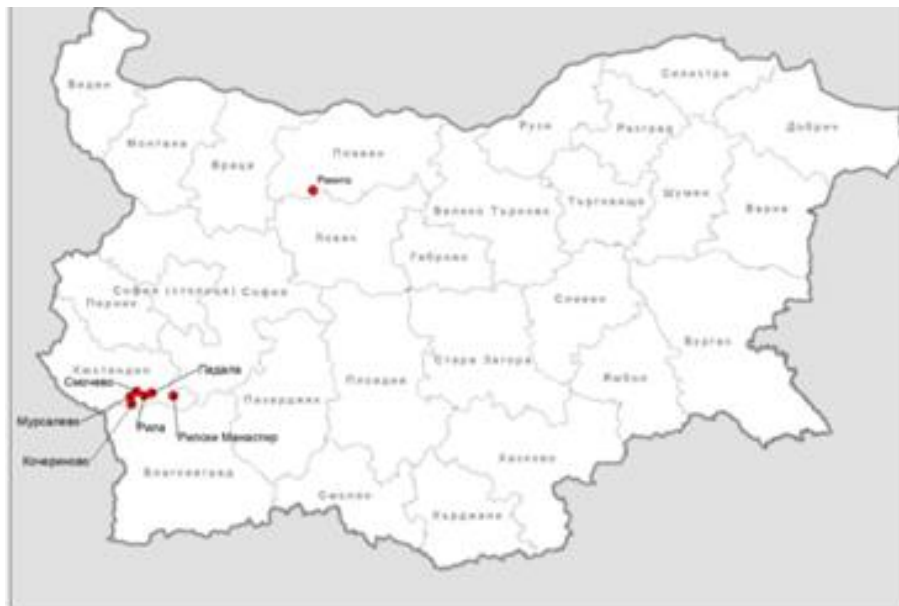 Видин
Монтана
Враца
Плевен
Ловеч
Габрово
Велико Търново
Русе
Разград
Силистра
Добрич
Търговище
Шумен
Варна
София (столица)
София
Перник
Кюстендил
Смочево
Падала
Мурсалево
Рила
Рилски Манастир
Кочериново
Благоевград
Пазарджик
Пловдив
Стара Загора
Сливен
Ямбол
Бургас
Хасково
Смолян
Кърджали